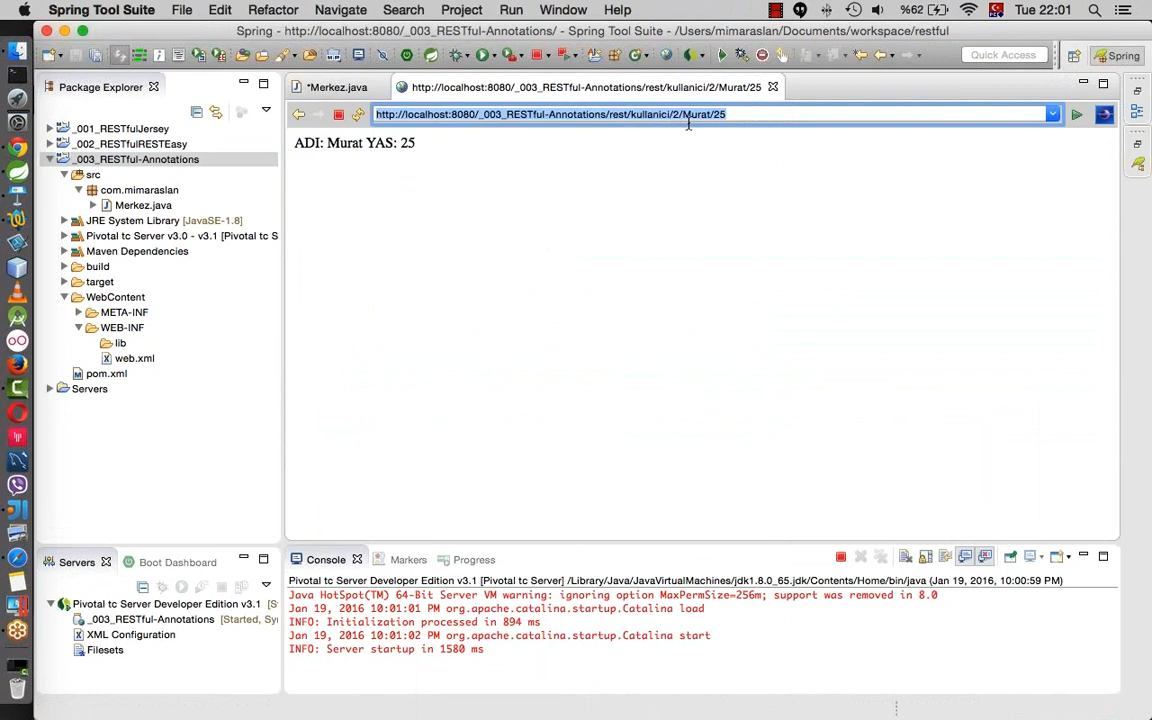 Spring Tool Suite File Edit Refactor Navigate Search Project Run Window Help %62 Tue 22:01
Spring - http://localhost:8080/_003_RESTful-Annotations/ - Spring Tool Suite - /Users/mimaraslan/Documents/workspace/restful
Quick Access Spring
Package Explorer
*Merkez.java http://localhost:8080/_003_RESTful-Annotations/rest/kullanici/2/Murat/25
http://localhost:8080/_003_RESTful-Annotations/rest/kullanici/2/Murat/25
ADI: Murat YAS: 25
_001_RESTfulJersey
_002_RESTfulRESTEasy
_003_RESTful-Annotations
src
com.mimaraslan
Merkez.java
JRE System Library [JavaSE-1.8]
Pivotal tc Server v3.0 - v3.1 [Pivotal tc S
Maven Dependencies
build
target
WebContent
META-INF
WEB-INF
lib
web.xml
pom.xml
Servers
Servers Boot Dashboard
Pivotal tc Server Developer Edition v3.1 [
_003_RESTful-Annotations [Started, Sy
XML Configuration
Filesets
Console Markers Progress
Pivotal tc Server Developer Edition v3.1 [Pivotal tc Server] /Library/Java/JavaVirtualMachines/jdk1.8.0_65.jdk/Contents/Home/bin/java (Jan 19, 2016, 10:00:59 PM)
Java HotSpot(TM) 64-Bit Server VM warning: ignoring option MaxPermSize=256m; support was removed in 8.0
Jan 19, 2016 10:01:01 PM org.apache.catalina.startup.Catalina load
INFO: Initialization processed in 894 ms
Jan 19, 2016 10:01:02 PM org.apache.catalina.startup.Catalina start
INFO: Server startup in 1580 ms